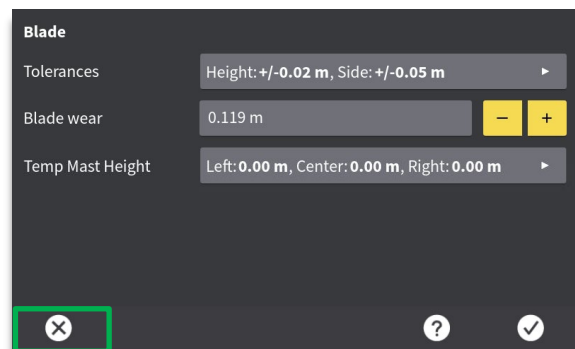 Blade
Tolerances Height: +/-0.02 m, Side: +/-0.05 m
Blade wear 0.119 m − +
Temp Mast Height Left: 0.00 m, Center: 0.00 m, Right: 0.00 m
?